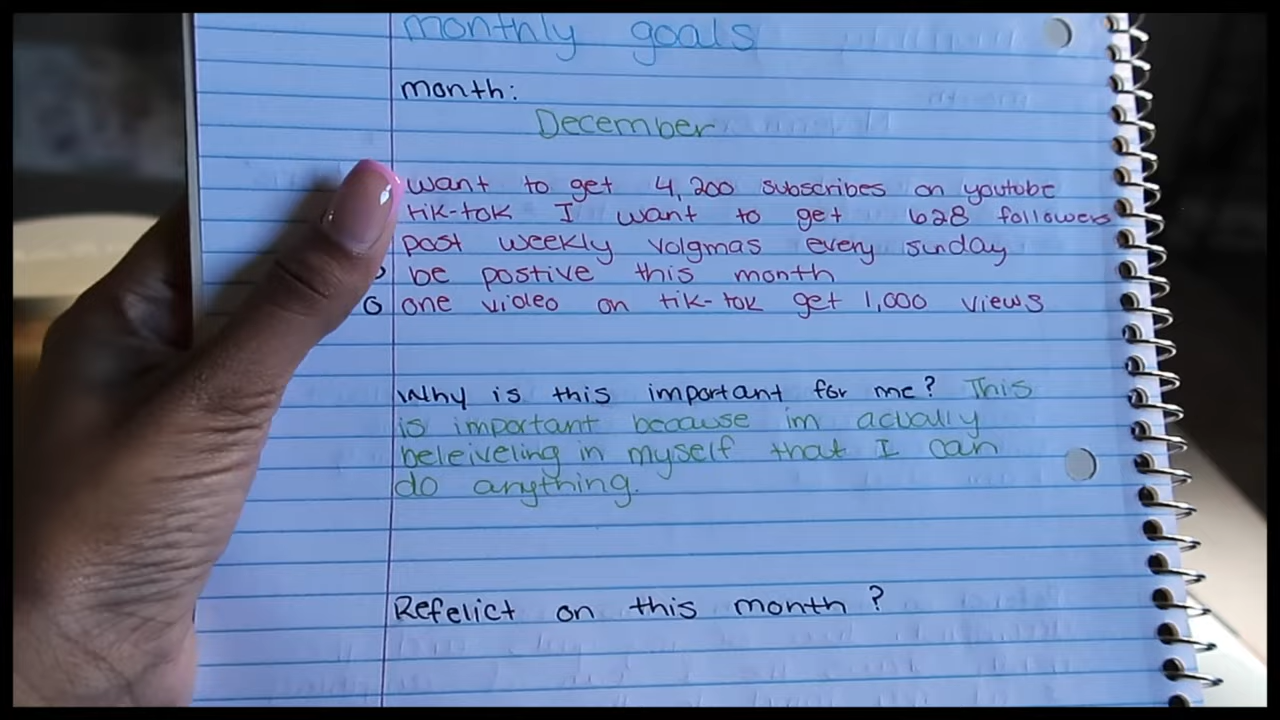 monthly goals
month:
December
want to get 4,200 subscribes on youtube
tik-tok I want to get 628 followers
post weekly volgmas every sunday
be postive this month
one video on tik-tok get 1,000 views
Why is this important for me? This
is important because im actually
beleiveling in myself that I can
do anything.
Refelict on this month?